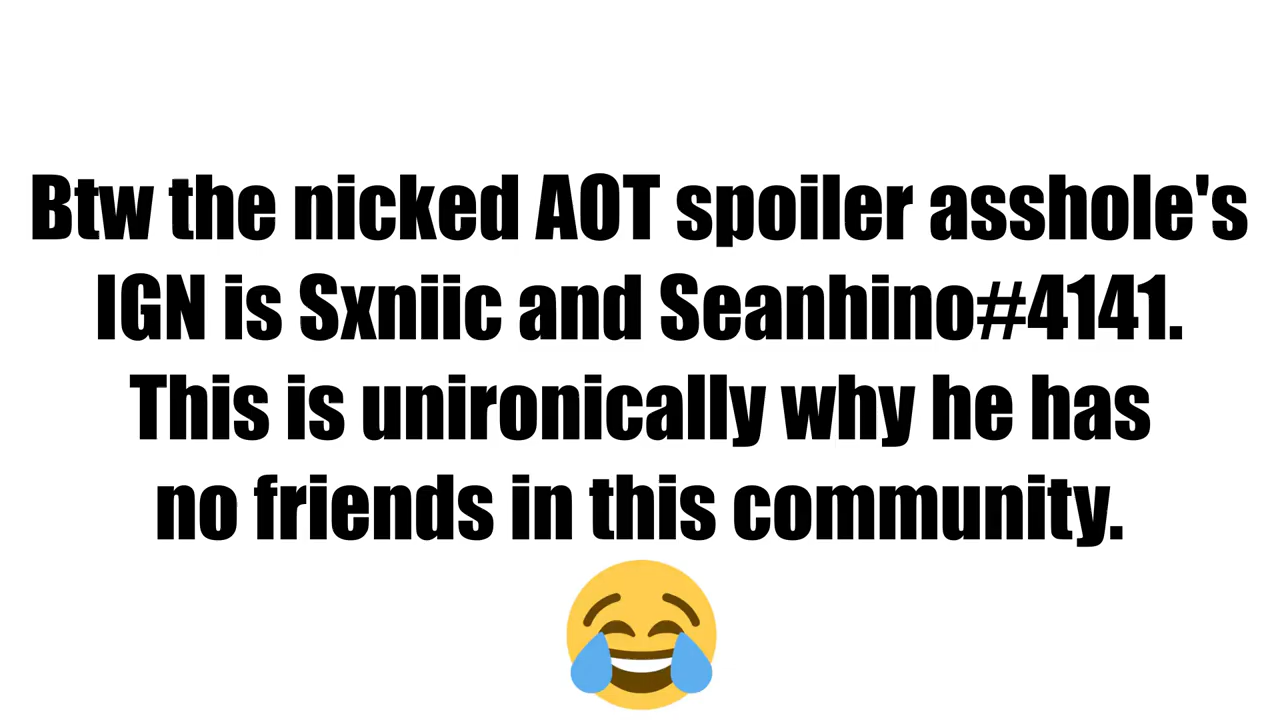 Btw the nicked AOT spoiler asshole's
IGN is Sxniic and Seanhino#4141.
This is unironically why he has
no friends in this community.